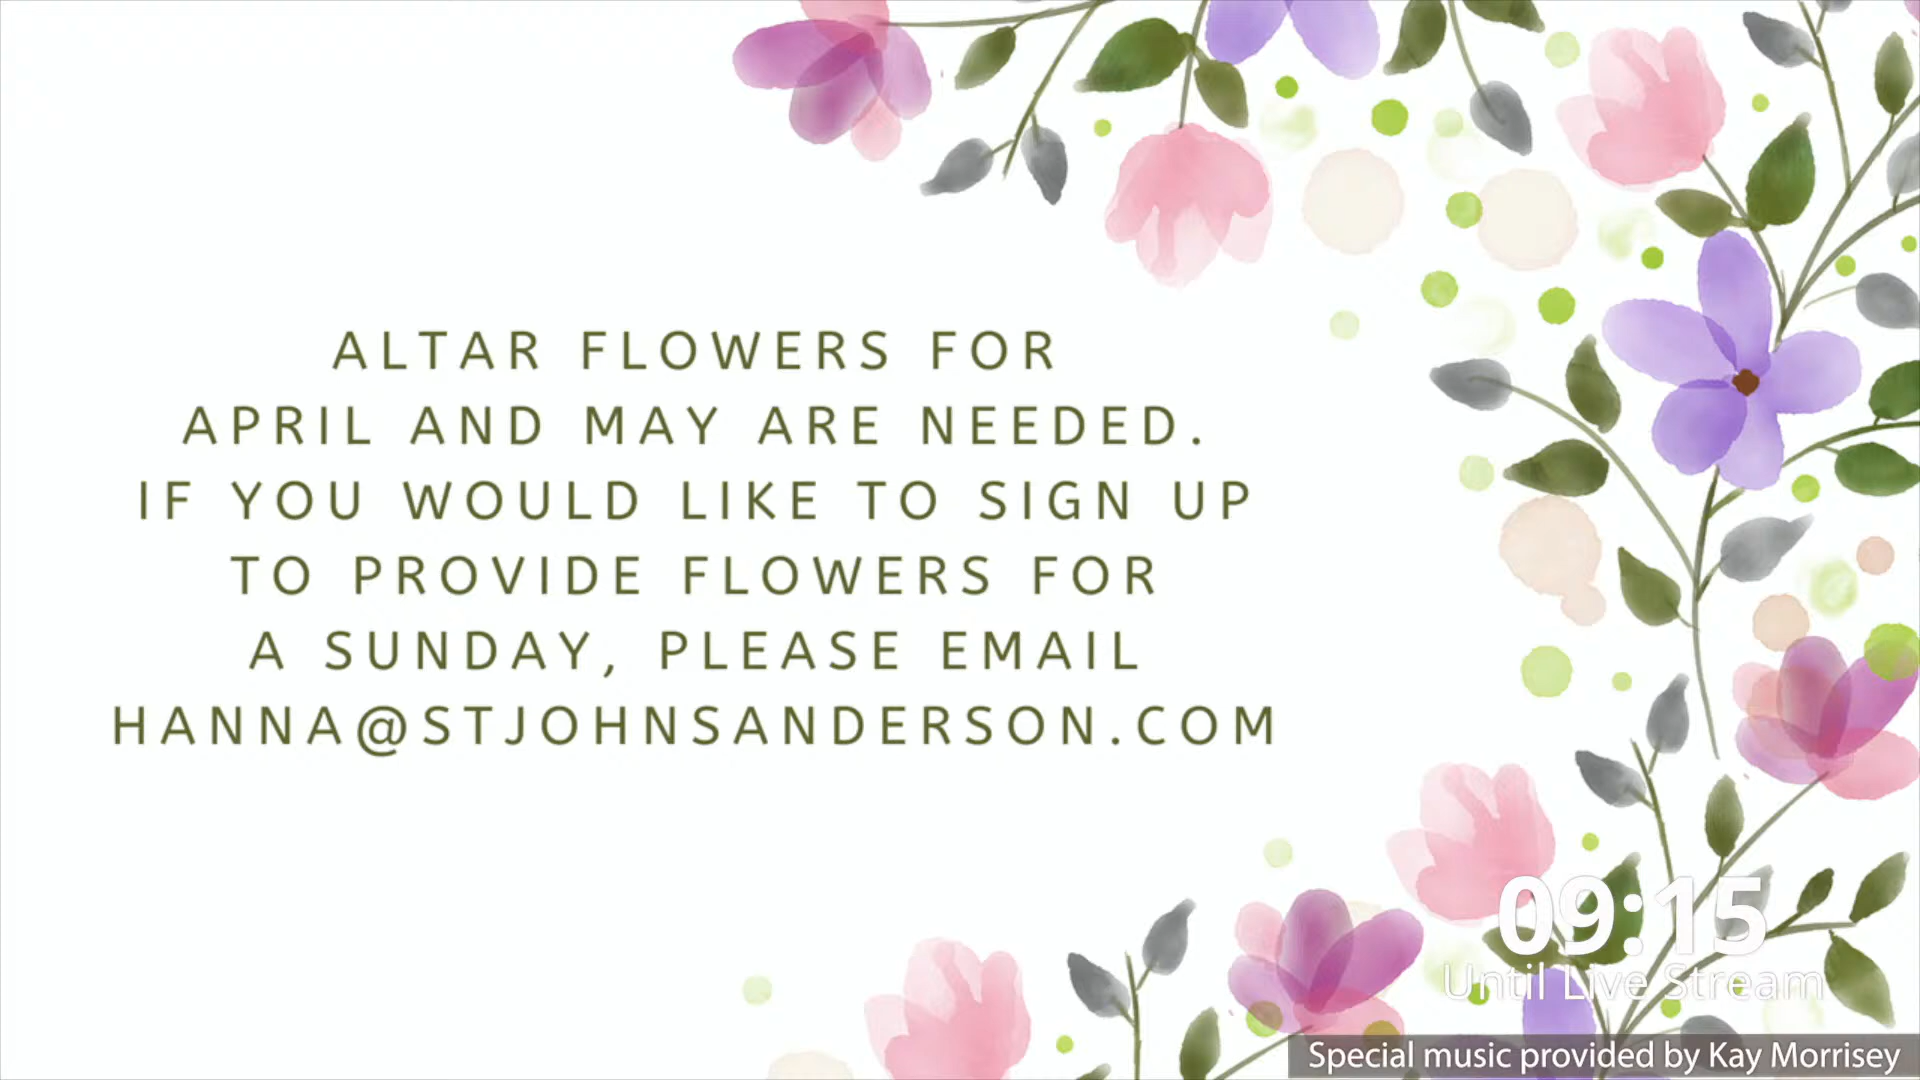 ALTAR FLOWERS FOR
APRIL AND MAY ARE NEEDED.
IF YOU WOULD LIKE TO SIGN UP
TO PROVIDE FLOWERS FOR
A SUNDAY, PLEASE EMAIL
HANNA@STJOHNSANDERSON.COM
09:15
Until Live Stream
Special music provided by Kay Morrisey